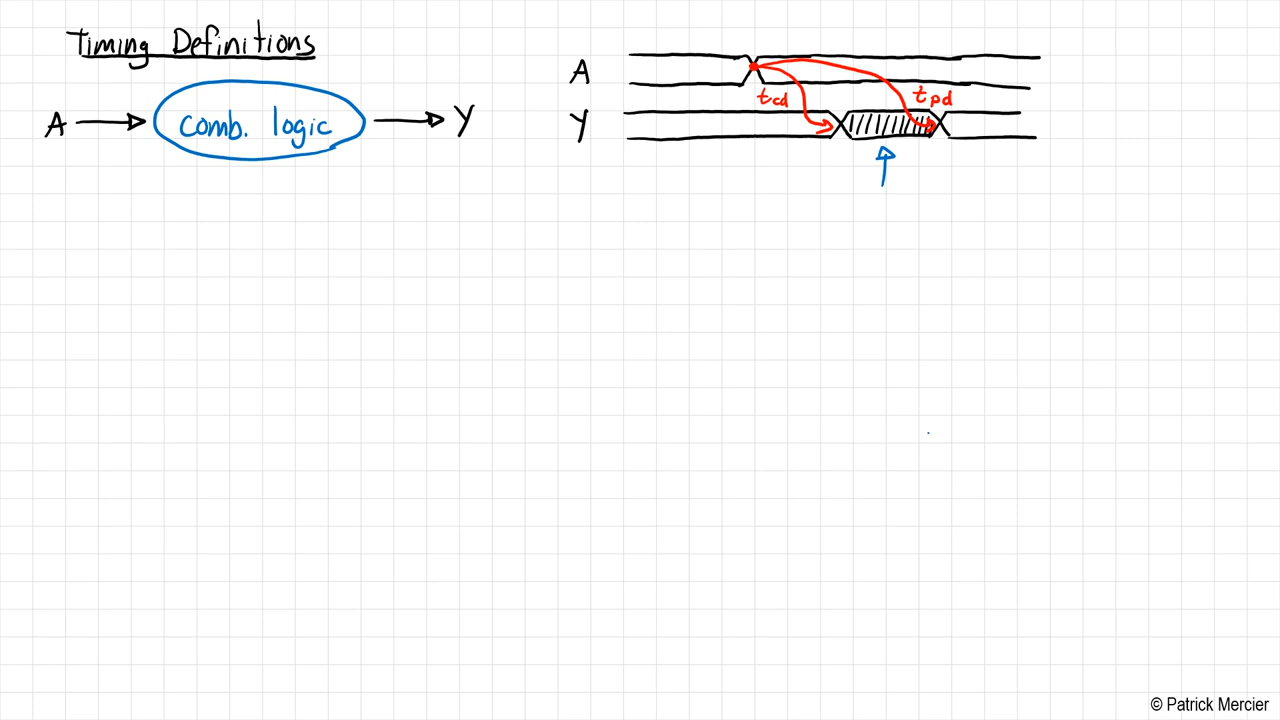 Timing Definitions
A comb. logic Y
A
tcd tpd
Y
© Patrick Mercier